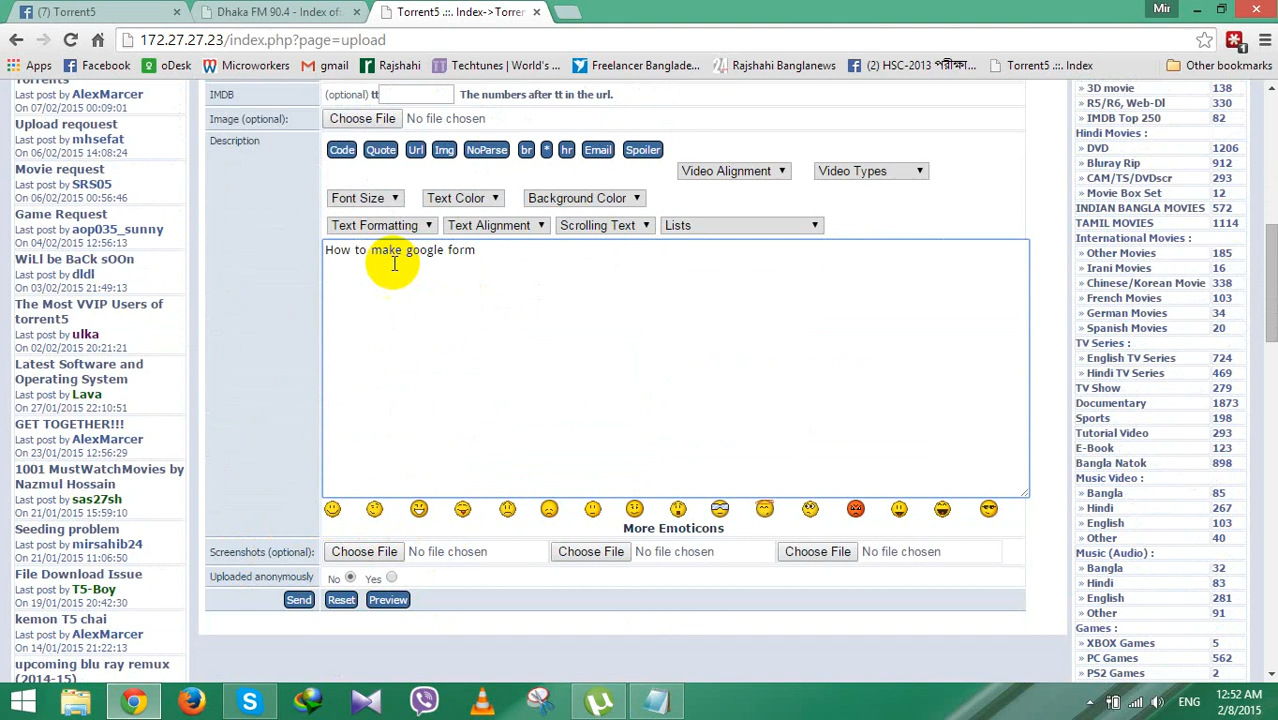 (7) Torrent5
Dhaka FM 90.4 - Index of
Torrent5 .::. Index->Torrer
Mir
172.27.27.23/index.php?page=upload
Apps
Facebook
oDesk
Microworkers
gmail
Rajshahi
Techtunes | World's ...
Freelancer Banglade...
Rajshahi Banglanews
(2) HSC-2013 পরীক্ষা...
Torrent5 .::. Index
Other bookmarks
Torrents
Last post by AlexMarcer
On 07/02/2015 00:09:01
Upload reqouest
Last post by mhsefat
On 06/02/2015 14:08:24
Movie request
Last post by SRS05
On 06/02/2015 00:56:46
Game Request
Last post by aop035_sunny
On 04/02/2015 12:56:13
WiLl be BaCk sOOn
Last post by dldl
On 03/02/2015 21:49:13
The Most VVIP Users of
torrent5
Last post by ulka
On 02/02/2015 20:21:21
Latest Software and
Operating System
Last post by Lava
On 27/01/2015 22:10:51
GET TOGETHER!!!
Last post by AlexMarcer
On 23/01/2015 12:56:29
1001 MustWatchMovies by
Nazmul Hossain
Last post by sas27sh
On 21/01/2015 15:59:10
Seeding problem
Last post by mirsahib24
On 21/01/2015 11:06:50
File Download Issue
Last post by T5-Boy
On 19/01/2015 20:42:30
kemon T5 chai
Last post by AlexMarcer
On 14/01/2015 22:12:13
upcoming blu ray remux
(2014-15)
IMDB
(optional) tt
The numbers after tt in the url.
Image (optional):
Choose File No file chosen
Description
Code Quote Url Img NoParse br * hr Email Spoiler
Video Alignment Video Types
Font Size Text Color Background Color
Text Formatting Text Alignment Scrolling Text Lists
How to make google form
More Emoticons
Screenshots (optional):
Choose File No file chosen Choose File No file chosen Choose File No file chosen
Uploaded anonymously
No Yes
Send Reset Preview
» 3D movie 138
» R5/R6, Web-Dl 330
» IMDB Top 250 82
Hindi Movies :
» DVD 1206
» Bluray Rip 912
» CAM/TS/DVDscr 293
» Movie Box Set 12
INDIAN BANGLA MOVIES 572
TAMIL MOVIES 1114
International Movies :
» Other Movies 185
» Irani Movies 16
» Chinese/Korean Movie 338
» French Movies 103
» German Movies 34
» Spanish Movies 20
TV Series :
» English TV Series 724
» Hindi TV Series 469
TV Show 279
Documentary 1873
Sports 198
Tutorial Video 293
E-Book 123
Bangla Natok 898
Music Video :
» Bangla 85
» Hindi 267
» English 103
» Other 40
Music (Audio) :
» Bangla 32
» Hindi 83
» English 281
» Other 91
Games :
» XBOX Games 5
» PC Games 562
» PS2 Games 2
ENG
12:52 AM
2/8/2015